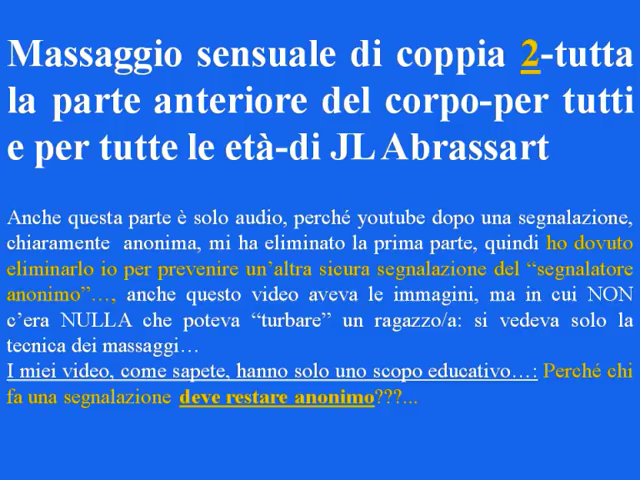 Massaggio sensuale di coppia 2-tutta
la parte anteriore del corpo-per tutti
e per tutte le età-di JL Abrassart
Anche questa parte è solo audio, perché youtube dopo una segnalazione,
chiaramente anonima, mi ha eliminato la prima parte, quindi ho dovuto
eliminarlo io per prevenire un'altra sicura segnalazione del “segnalatore
anonimo”…, anche questo video aveva le immagini, ma in cui NON
c'era NULLA che poteva “turbare” un ragazzo/a: si vedeva solo la
tecnica dei massaggi…
I miei video, come sapete, hanno solo uno scopo educativo…: Perché chi
fa una segnalazione deve restare anonimo???...